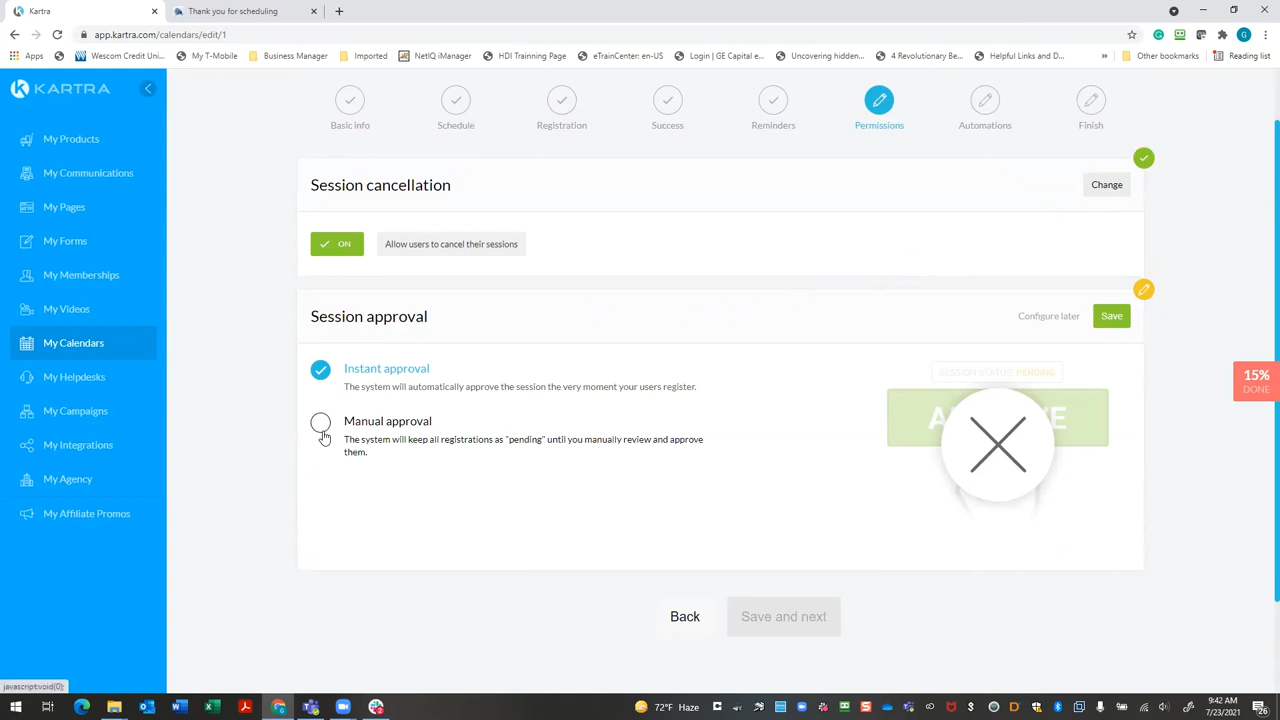 Kartra
Thank you for scheduling
app.kartra.com/calendars/edit/1
Apps
Wescom Credit Uni...
My T-Mobile
Business Manager
Imported
NetIQ iManager
HDI Training Page
eTrainCenter: en-US
Login | GE Capital e...
Uncovering hidden...
4 Revolutionary Be...
Helpful Links and D...
Other bookmarks
Reading list
KARTRA
My Products
My Communications
My Pages
My Forms
My Memberships
My Videos
My Calendars
My Helpdesks
My Campaigns
My Integrations
My Agency
My Affiliate Promos
Basic info
Schedule
Registration
Success
Reminders
Permissions
Automations
Finish
Session cancellation
Change
ON
Allow users to cancel their sessions
Session approval
Configure later
Save
Instant approval
The system will automatically approve the session the very moment your users register.
Manual approval
The system will keep all registrations as "pending" until you manually review and approve
them.
SESSION STATUS: PENDING
15%
DONE
Back
Save and next
javascript:void(0);
72°F Haze
9:42 AM
7/23/2021
26